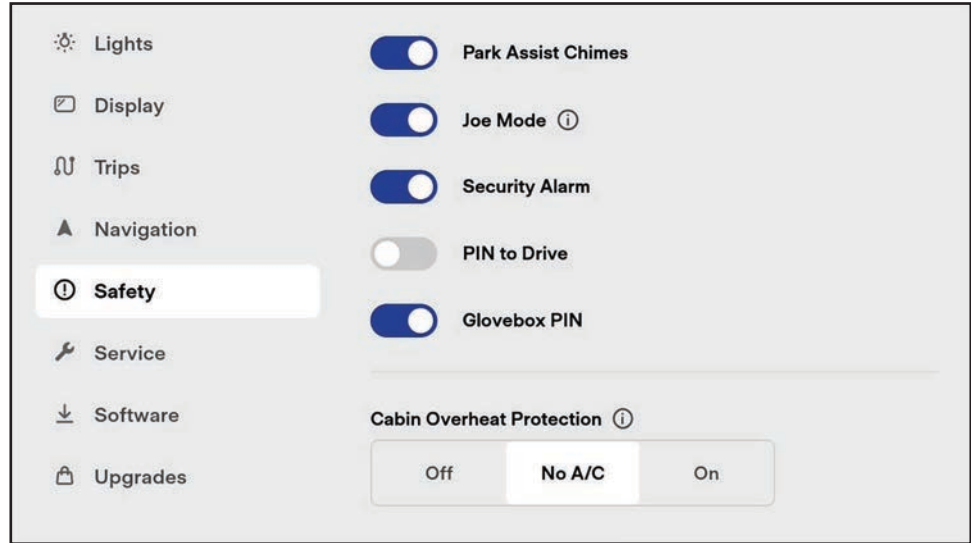 Lights
Display
Trips
Navigation
Safety
Service
Software
Upgrades
Park Assist Chimes
Joe Mode
Security Alarm
PIN to Drive
Glovebox PIN
Cabin Overheat Protection
Off
No A/C
On